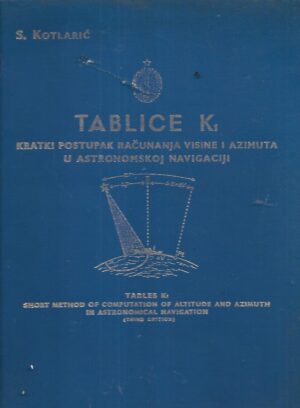 S. KOTLARIĆ
TABLICE K₁
KRATKI POSTUPAK RAČUNANJA VISINE I AZIMUTA
U ASTRONOMSKOJ NAVIGACIJI
TABLES K₁
SHORT METHOD OF COMPUTATION OF ALTITUDE AND AZIMUTH
IN ASTRONOMICAL NAVIGATION
(THIRD EDITION)